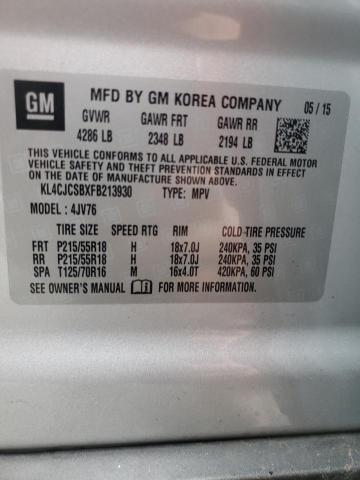 GM
MFD BY GM KOREA COMPANY 05 / 15
GVWR GAWR FRT GAWR RR
4286 LB 2348 LB 2194 LB
THIS VEHICLE CONFORMS TO ALL APPLICABLE U.S. FEDERAL MOTOR
VEHICLE SAFETY AND THEFT PREVENTION STANDARDS IN EFFECT ON
THE DATE OF MANUFACTURE SHOWN ABOVE.
KL4CJCSBXFB213930 TYPE: MPV
MODEL : 4JV76
TIRE SIZE SPEED RTG RIM COLD TIRE PRESSURE
FRT P215/55R18 H 18x7.0J 240KPA, 35 PSI
RR P215/55R18 H 18x7.0J 240KPA, 35 PSI
SPA T125/70R16 M 16x4.0T 420KPA, 60 PSI
SEE OWNER'S MANUAL FOR MORE INFORMATION.